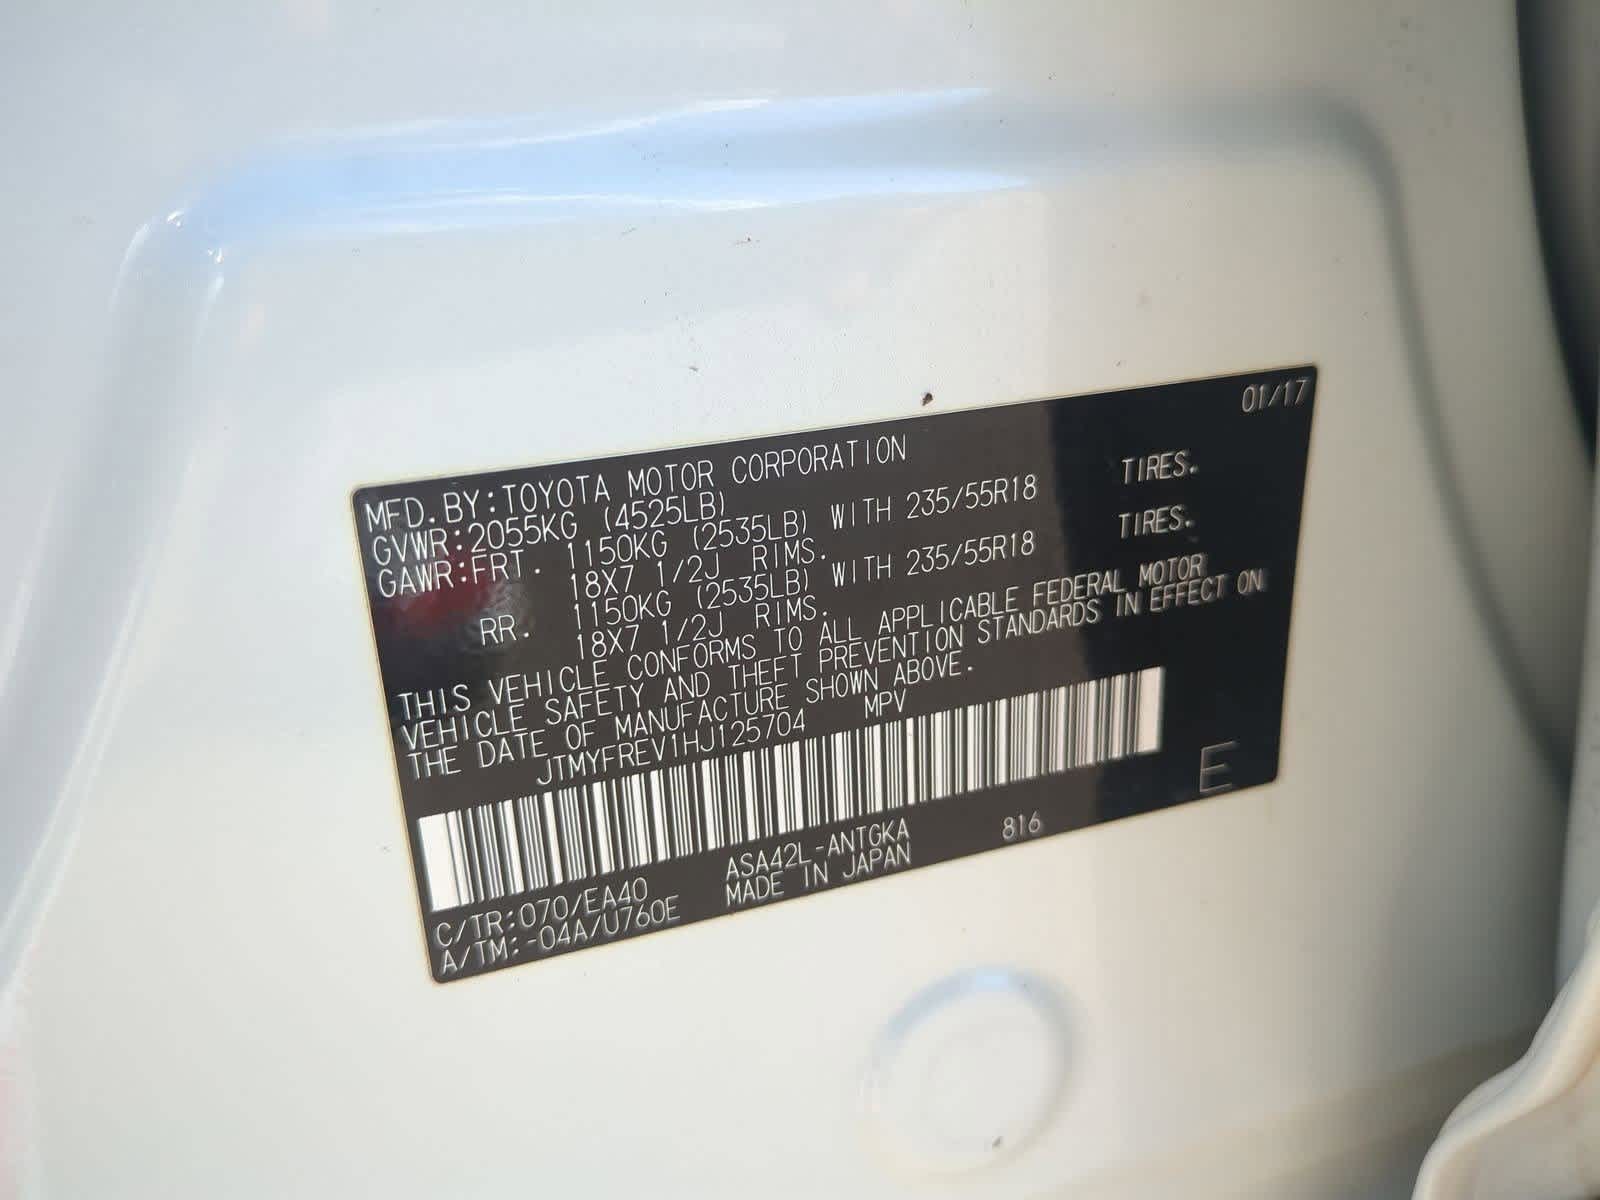 01/17
MFD. BY:TOYOTA MOTOR CORPORATION
GVWR:2055KG (4525LB)
GAWR:FRT. 1150KG (2535LB) WITH 235/55R18 TIRES.
18X7 1/2J RIMS.
RR. 1150KG (2535LB) WITH 235/55R18 TIRES.
18X7 1/2J RIMS.
THIS VEHICLE CONFORMS TO ALL APPLICABLE FEDERAL MOTOR
VEHICLE SAFETY AND THEFT PREVENTION STANDARDS IN EFFECT ON
THE DATE OF MANUFACTURE SHOWN ABOVE.
JTMYFREV1HJ125704 MPV
E
C/TR:070/EA40 ASA42L-ANTGKA 816
A/TM:-04A/U760E MADE IN JAPAN